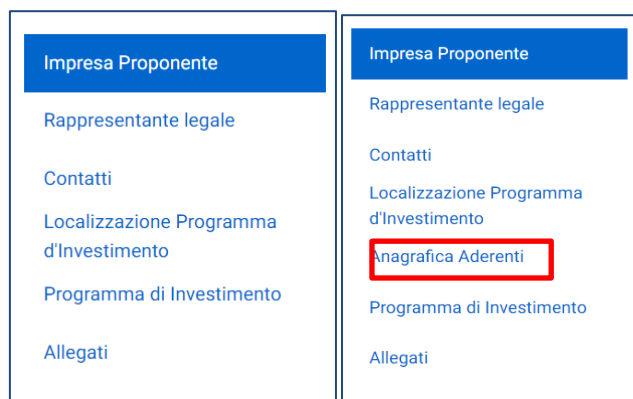 Impresa Proponente
Rappresentante legale
Contatti
Localizzazione Programma
d'Investimento
Programma di Investimento
Allegati
Impresa Proponente
Rappresentante legale
Contatti
Localizzazione Programma
d'Investimento
Anagrafica Aderenti
Programma di Investimento
Allegati